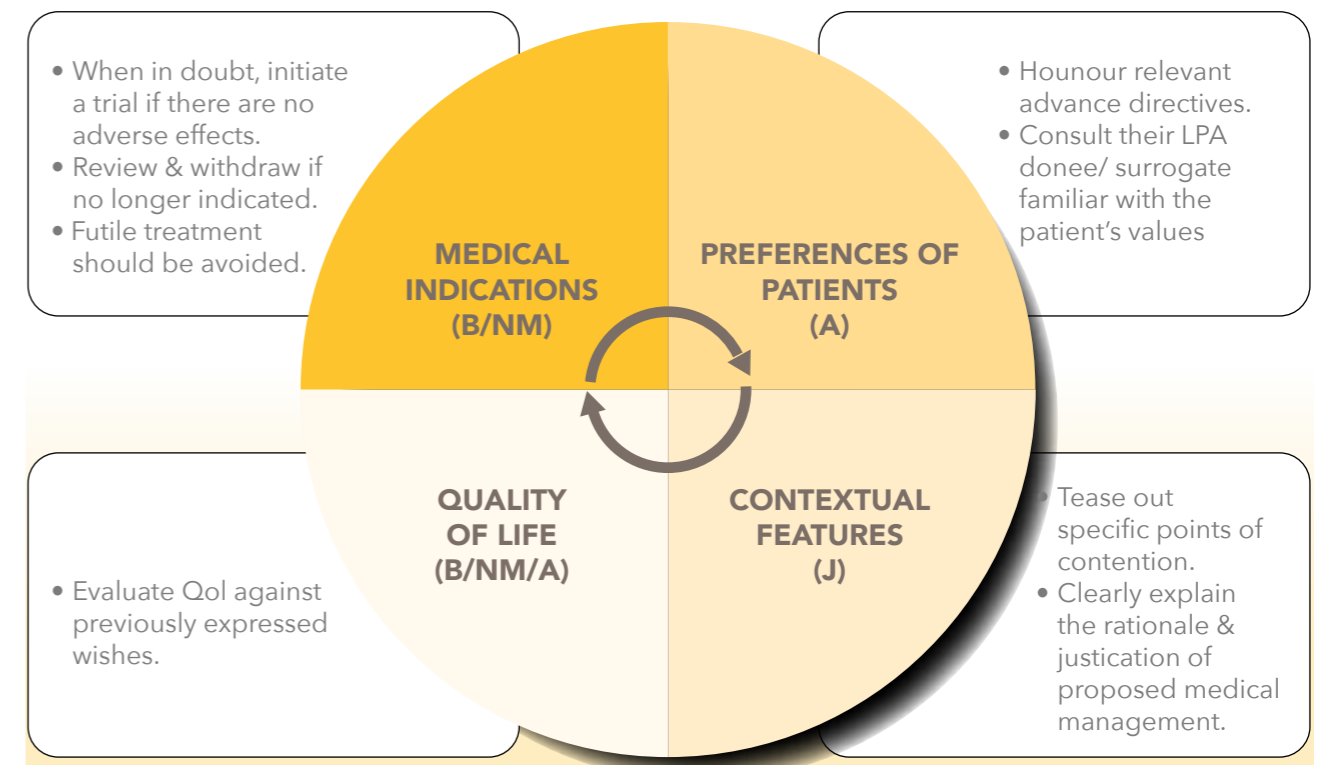 • When in doubt, initiate
a trial if there are no
adverse effects.
• Review & withdraw if
no longer indicated.
• Futile treatment
should be avoided.
MEDICAL
INDICATIONS
(B/NM)
PREFERENCES OF
PATIENTS
(A)
• Hounour relevant
advance directives.
• Consult their LPA
donee/ surrogate
familiar with the
patient's values
• Evaluate QoI against
previously expressed
wishes.
QUALITY
OF LIFE
(B/NM/A)
CONTEXTUAL
FEATURES
(J)
• Tease out
specific points of
contention.
• Clearly explain
the rationale &
justication of
proposed medical
management.